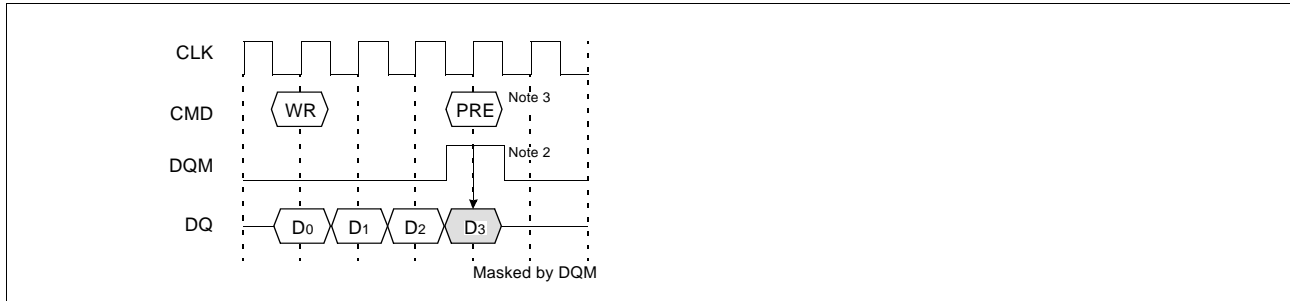 CLK
CMD WR PRE Note 3
DQM Note 2
DQ D0 D1 D2 D3
Masked by DQM